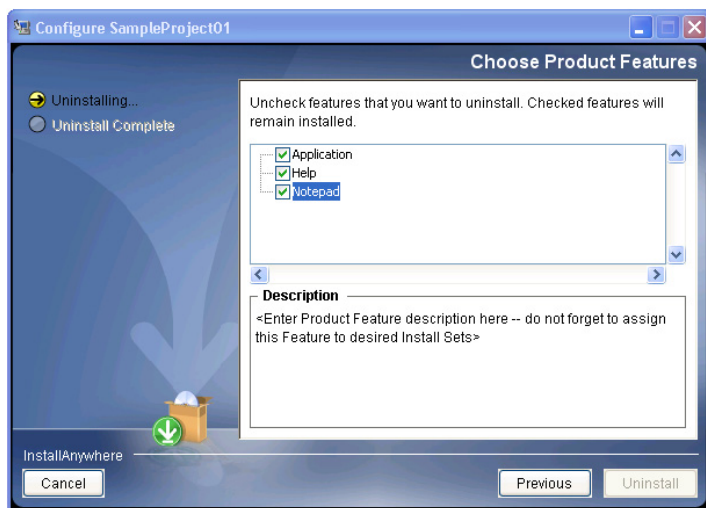 Configure SampleProject01
Choose Product Features
Uninstalling...
Uninstall Complete
Uncheck features that you want to uninstall. Checked features will
remain installed.
Application
Help
Notepad
Description
<Enter Product Feature description here -- do not forget to assign
this Feature to desired Install Sets>
InstallAnywhere
Cancel
Previous
Uninstall